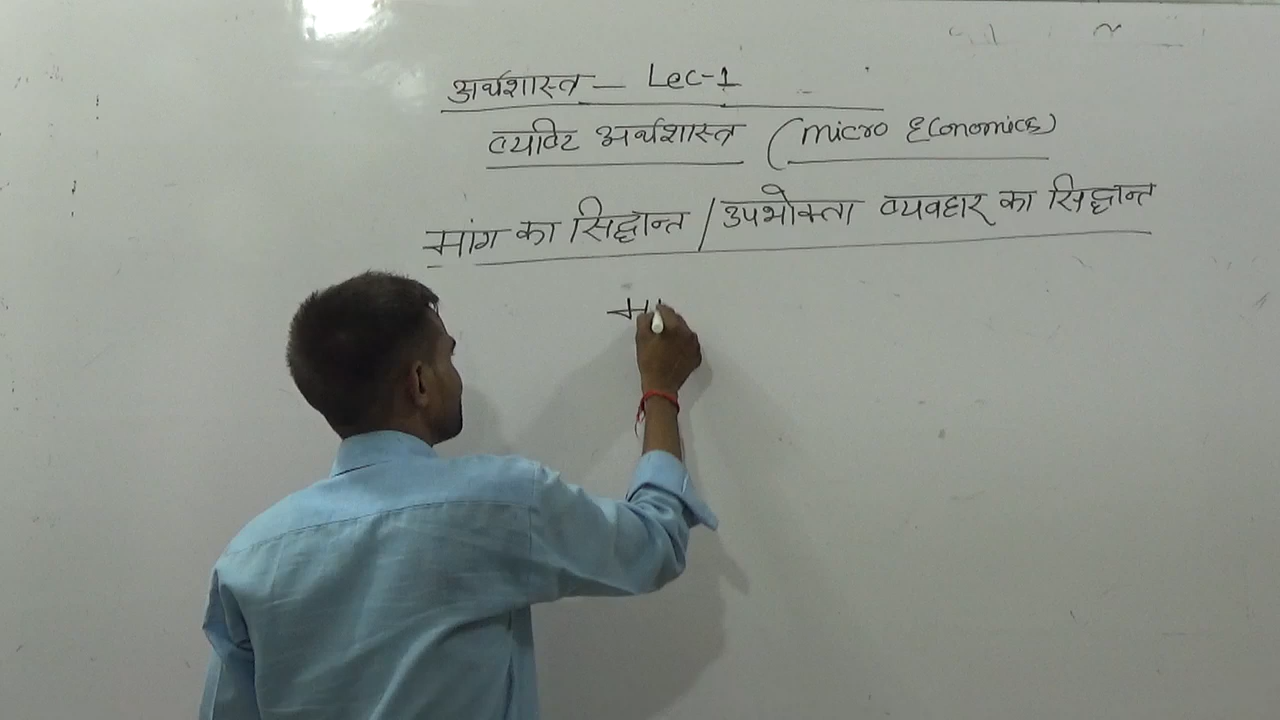 अर्थशास्त्र — Lec-1
व्यष्टि अर्थशास्त्र (Micro Economics)
मांग का सिद्धान्त / उपभोक्ता व्यवहार का सिद्धान्त